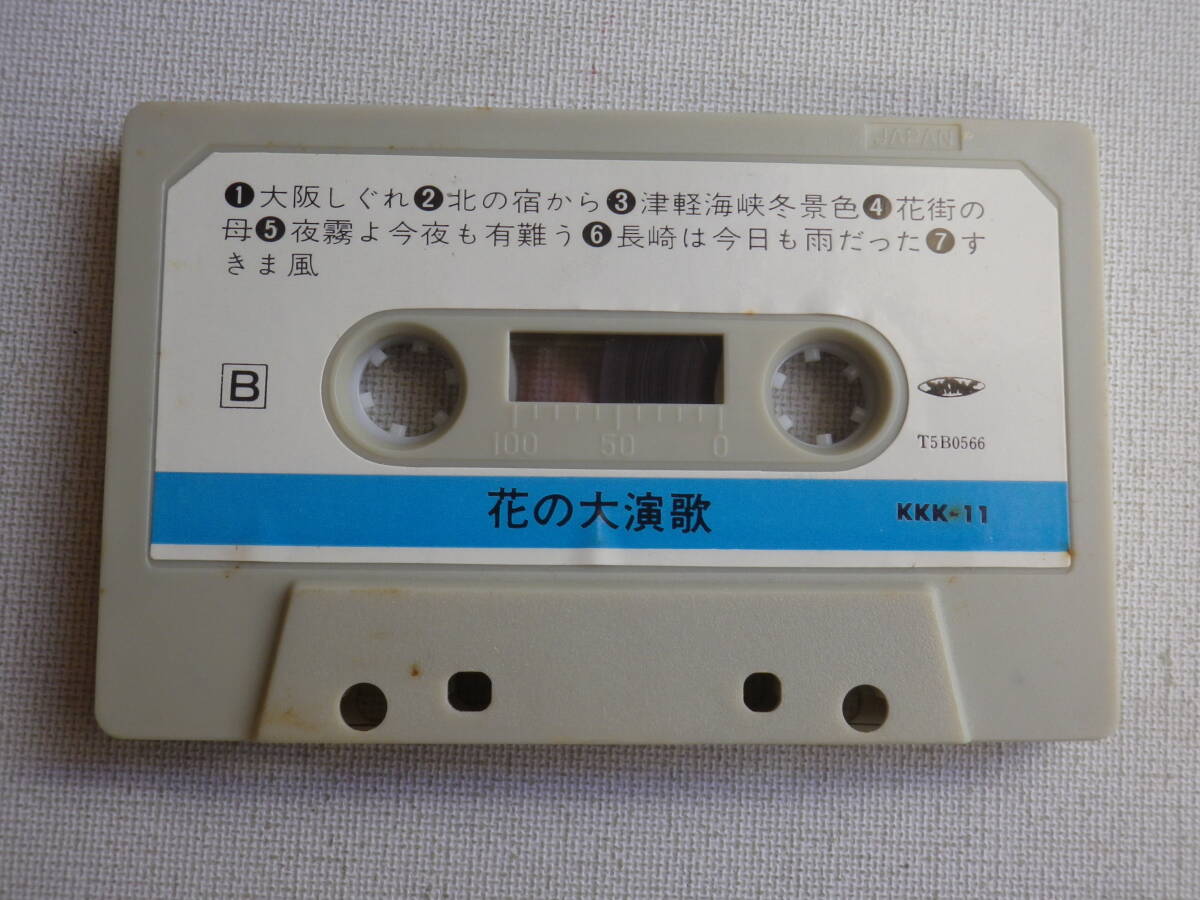 JAPAN
❶大阪しぐれ❷北の宿から❸津軽海峡冬景色❹花街の
母❺夜霧よ今夜も有難う❻長崎は今日も雨だった❼す
きま風
B
100 50 0
T5B0566
花の大演歌 KKK-11